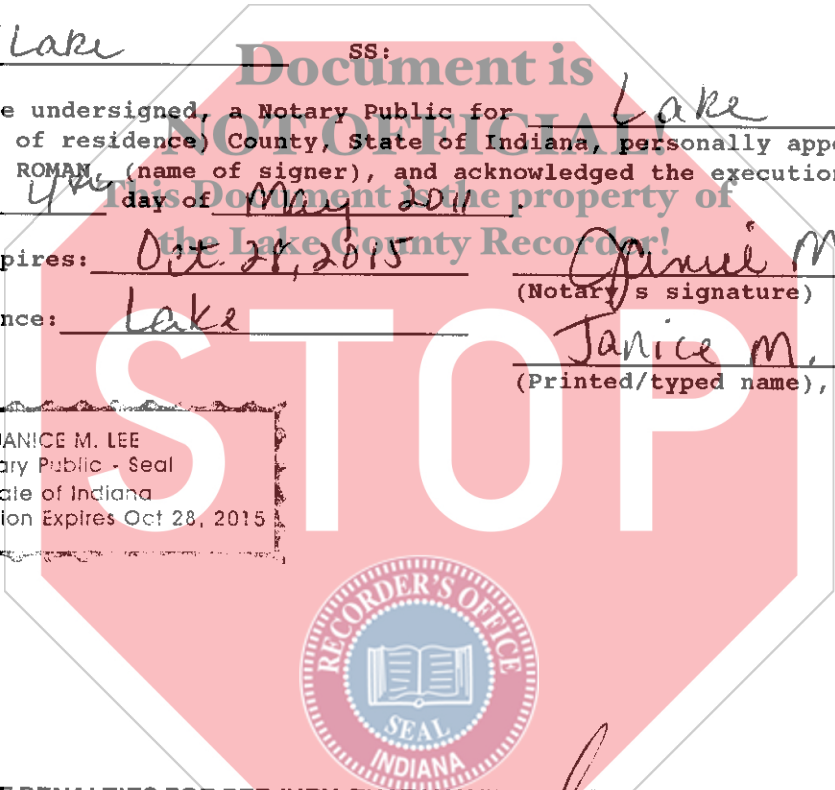 Lake SS:
Document is
e undersigned, a Notary Public for Lake
of residence) County, State of Indiana, personally appe
NOT OFFICIAL!
ROMAN (name of signer), and acknowledged the execution
This Document is the property of
4th day of May 2011.
the Lake County Recorder!
pires: Oct. 28, 2015 Janice M
(Notary s signature)
nce: Lake Janice M.
(Printed/typed name),
STOP
ANICE M. LEE
ary Public - Seal
ate of Indiana
ion Expires Oct 28, 2015
RECORDER'S OFFICE
SEAL
INDIANA